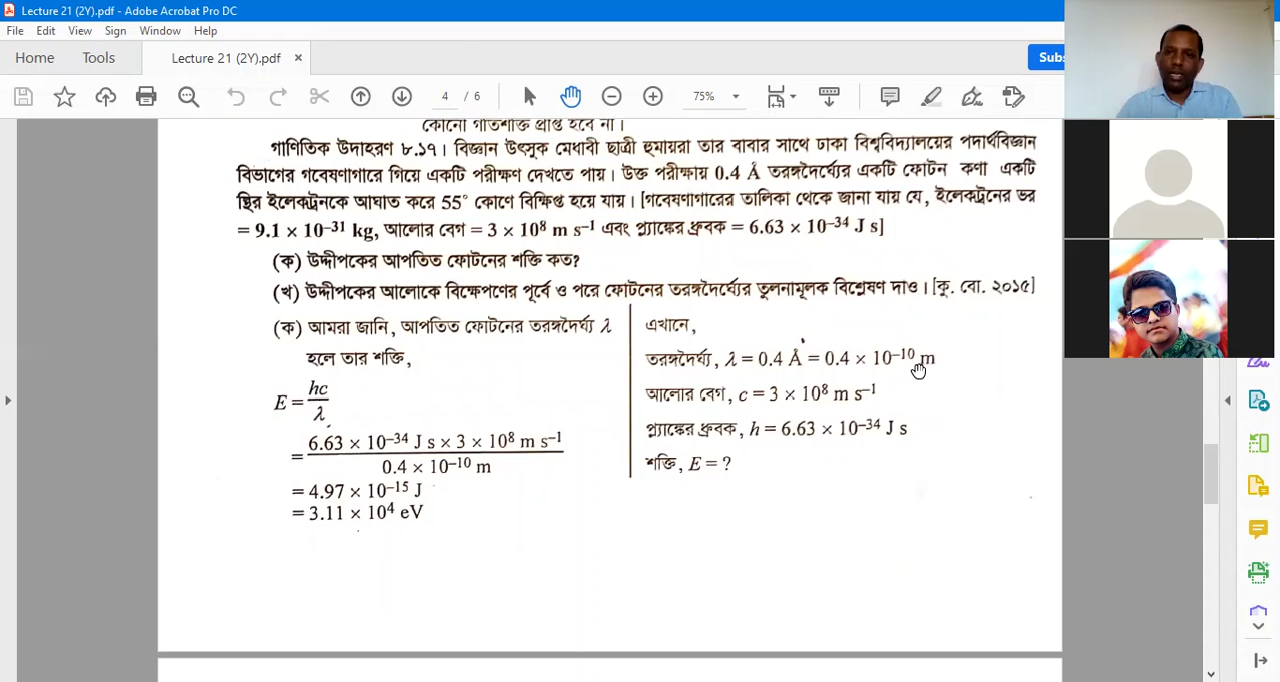 Lecture 21 (2Y).pdf - Adobe Acrobat Pro DC
File Edit View Sign Window Help
Home Tools Lecture 21 (2Y).pdf × Subs
4 / 6 75%
কোনো গতিশক্তি প্রাপ্ত হবে না।
গাণিতিক উদাহরণ ৮.১৭। বিজ্ঞান উৎসুক মেধাবী ছাত্রী হুমায়রা তার বাবার সাথে ঢাকা বিশ্ববিদ্যালয়ের পদার্থবিজ্ঞান
বিভাগের গবেষণাগারে গিয়ে একটি পরীক্ষণ দেখতে পায়। উক্ত পরীক্ষায় 0.4 Å তরঙ্গদৈর্ঘ্যের একটি ফোটন কণা একটি
স্থির ইলেকট্রনকে আঘাত করে 55° কোণে বিক্ষিপ্ত হয়ে যায়। [গবেষণাগারের তালিকা থেকে জানা যায় যে, ইলেকট্রনের ভর
= 9.1 × 10⁻³¹ kg, আলোর বেগ = 3 × 10⁸ m s⁻¹ এবং প্ল্যাঙ্কের ধ্রুবক = 6.63 × 10⁻³⁴ J s]
(ক) উদ্দীপকের আপতিত ফোটনের শক্তি কত?
(খ) উদ্দীপকের আলোকে বিক্ষেপণের পূর্বে ও পরে ফোটনের তরঙ্গদৈর্ঘ্যের তুলনামূলক বিশ্লেষণ দাও। [কু. বো. ২০১৫]
(ক) আমরা জানি, আপতিত ফোটনের তরঙ্গদৈর্ঘ্য λ
হলে তার শক্তি,
E = hc
λ
= 6.63 × 10⁻³⁴ J s × 3 × 10⁸ m s⁻¹
0.4 × 10⁻¹⁰ m
= 4.97 × 10⁻¹⁵ J
= 3.11 × 10⁴ eV
এখানে,
তরঙ্গদৈর্ঘ্য, λ = 0.4 Å = 0.4 × 10⁻¹⁰ m
আলোর বেগ, c = 3 × 10⁸ m s⁻¹
প্ল্যাঙ্কের ধ্রুবক, h = 6.63 × 10⁻³⁴ J s
শক্তি, E = ?